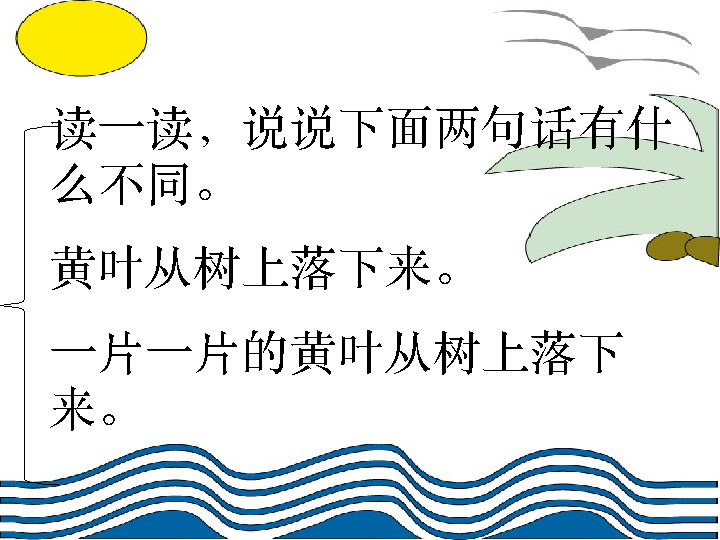 读一读，说说下面两句话有什
么不同。
黄叶从树上落下来。
一片一片的黄叶从树上落下
来。